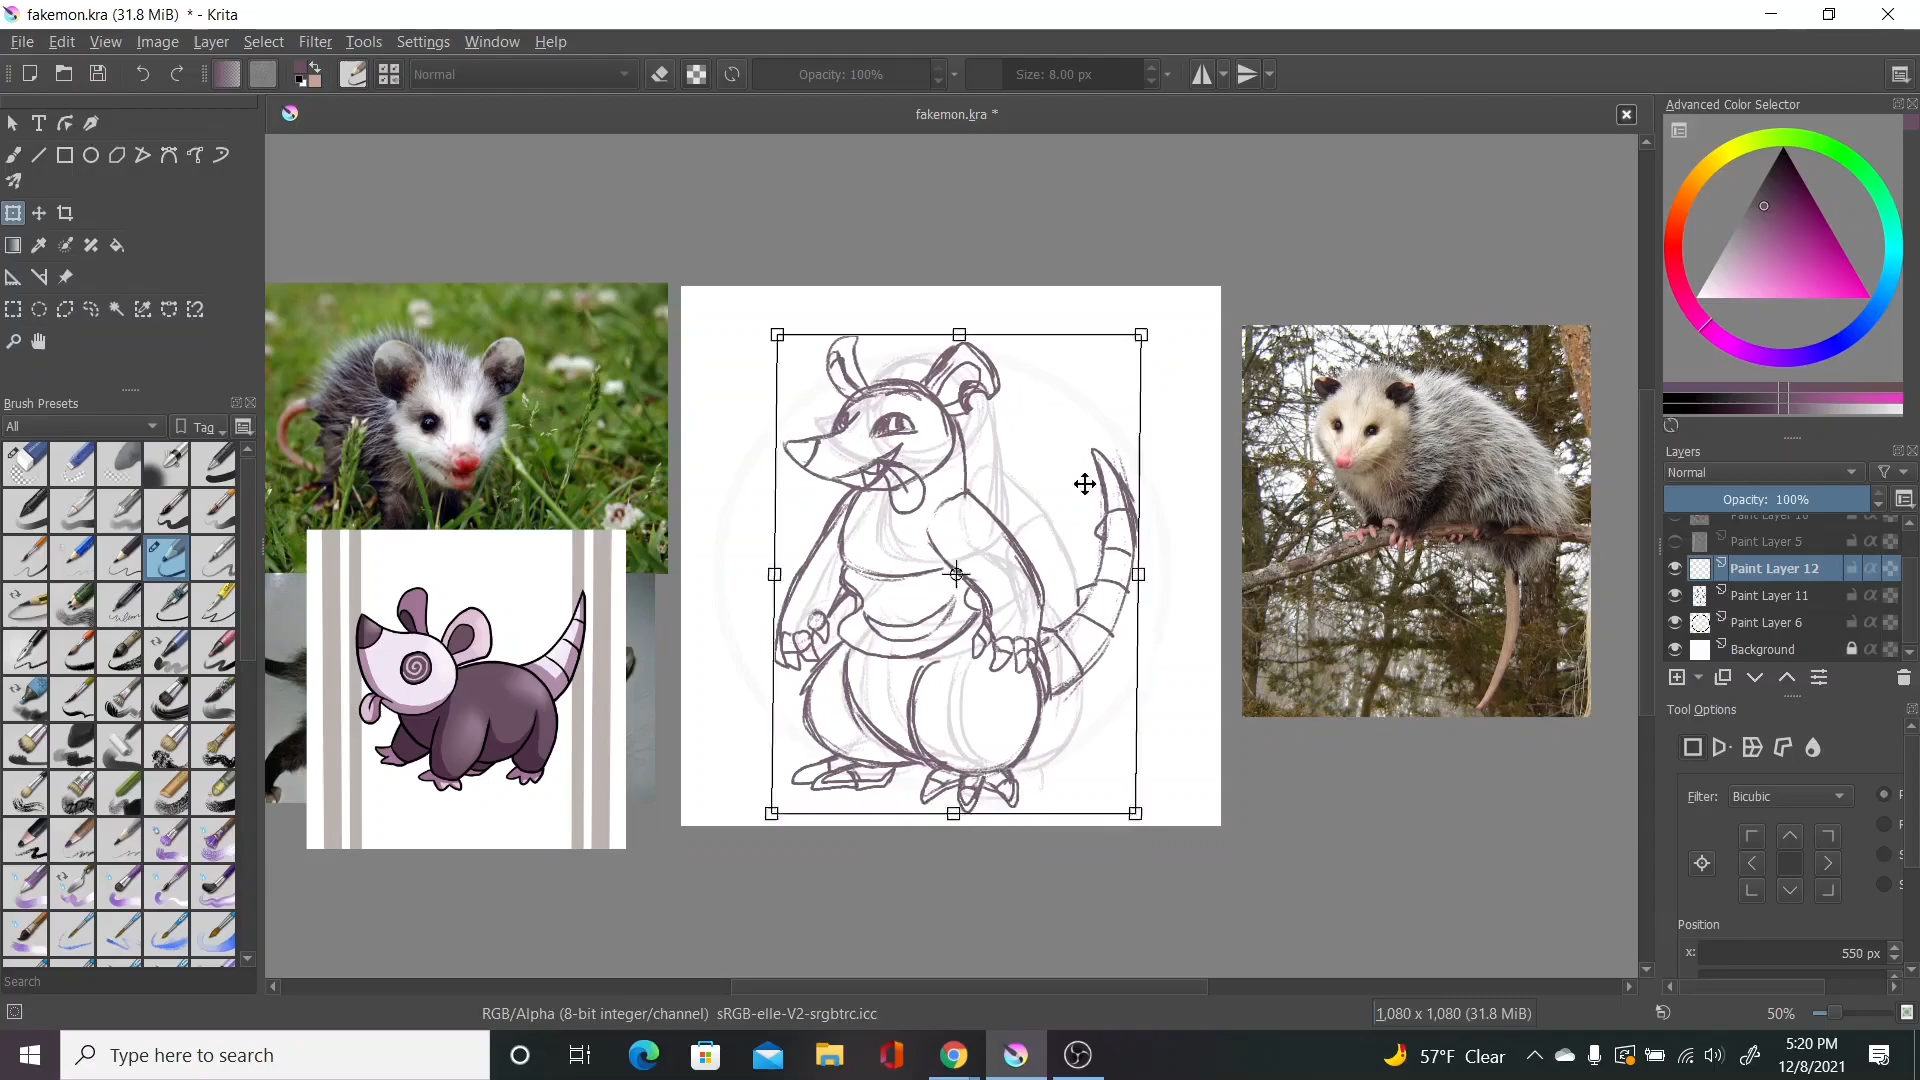 fakemon.kra (31.8 MiB) * - Krita
File Edit View Image Layer Select Filter Tools Settings Window Help
Normal
Opacity: 100%
Size: 8.00 px
fakemon.kra *
Advanced Color Selector
Brush Presets
All
Tag
Search
Layers
Normal
Opacity: 100%
Paint Layer 5
Paint Layer 12
Paint Layer 11
Paint Layer 6
Background
Tool Options
Filter: Bicubic
Position
x: 550 px
RGB/Alpha (8-bit integer/channel) sRGB-elle-V2-srgbtrc.icc
1,080 x 1,080 (31.8 MiB)
50%
Type here to search
57°F Clear
5:20 PM
12/8/2021